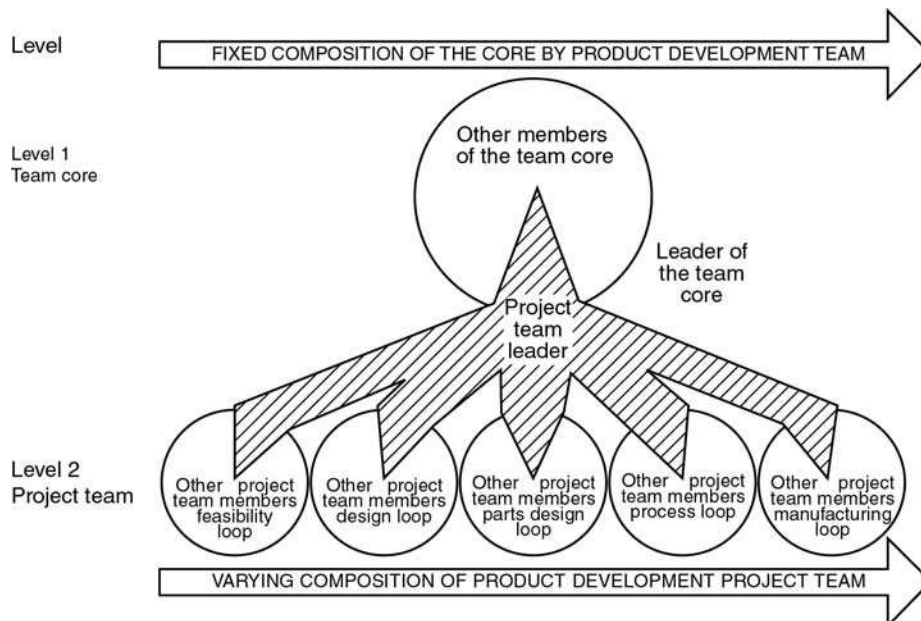 Level
FIXED COMPOSITION OF THE CORE BY PRODUCT DEVELOPMENT TEAM
Level 1
Team core
Other members
of the team core
Leader of
the team
core
Project
team
leader
Level 2
Project team
Other project
team members
feasibility
loop
Other project
team members
design loop
Other project
team members
parts design
loop
Other project
team members
process loop
Other project
team members
manufacturing
loop
VARYING COMPOSITION OF PRODUCT DEVELOPMENT PROJECT TEAM